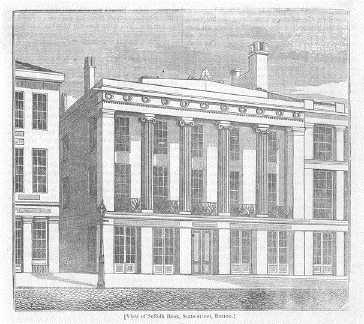 [View of Suffolk Bank, State street, Boston.]